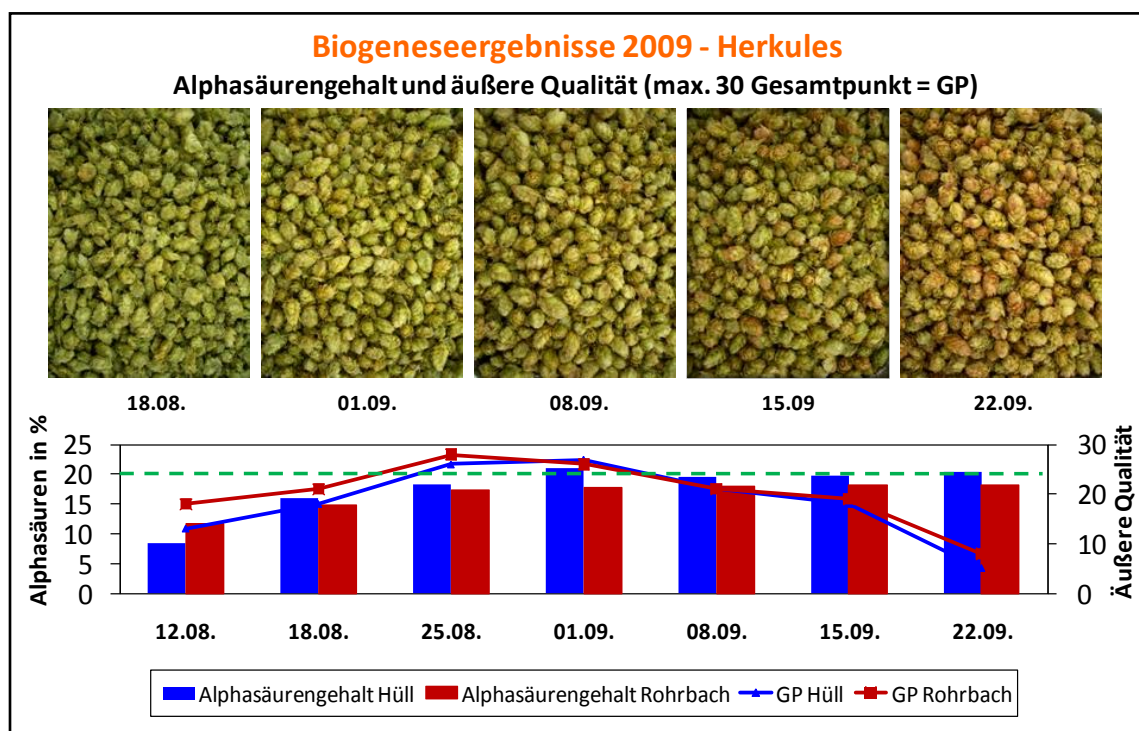 Biogeneseergebnisse 2009 - Herkules
Alphasäurengehalt und äußere Qualität (max. 30 Gesamtpunkt = GP)
18.08. 01.09. 08.09. 15.09 22.09.
Alphasäuren in %
25
20
15
10
5
0
30
20
10
0
Äußere Qualität
12.08. 18.08. 25.08. 01.09. 08.09. 15.09. 22.09.
Alphasäurengehalt Hüll Alphasäurengehalt Rohrbach GP Hüll GP Rohrbach